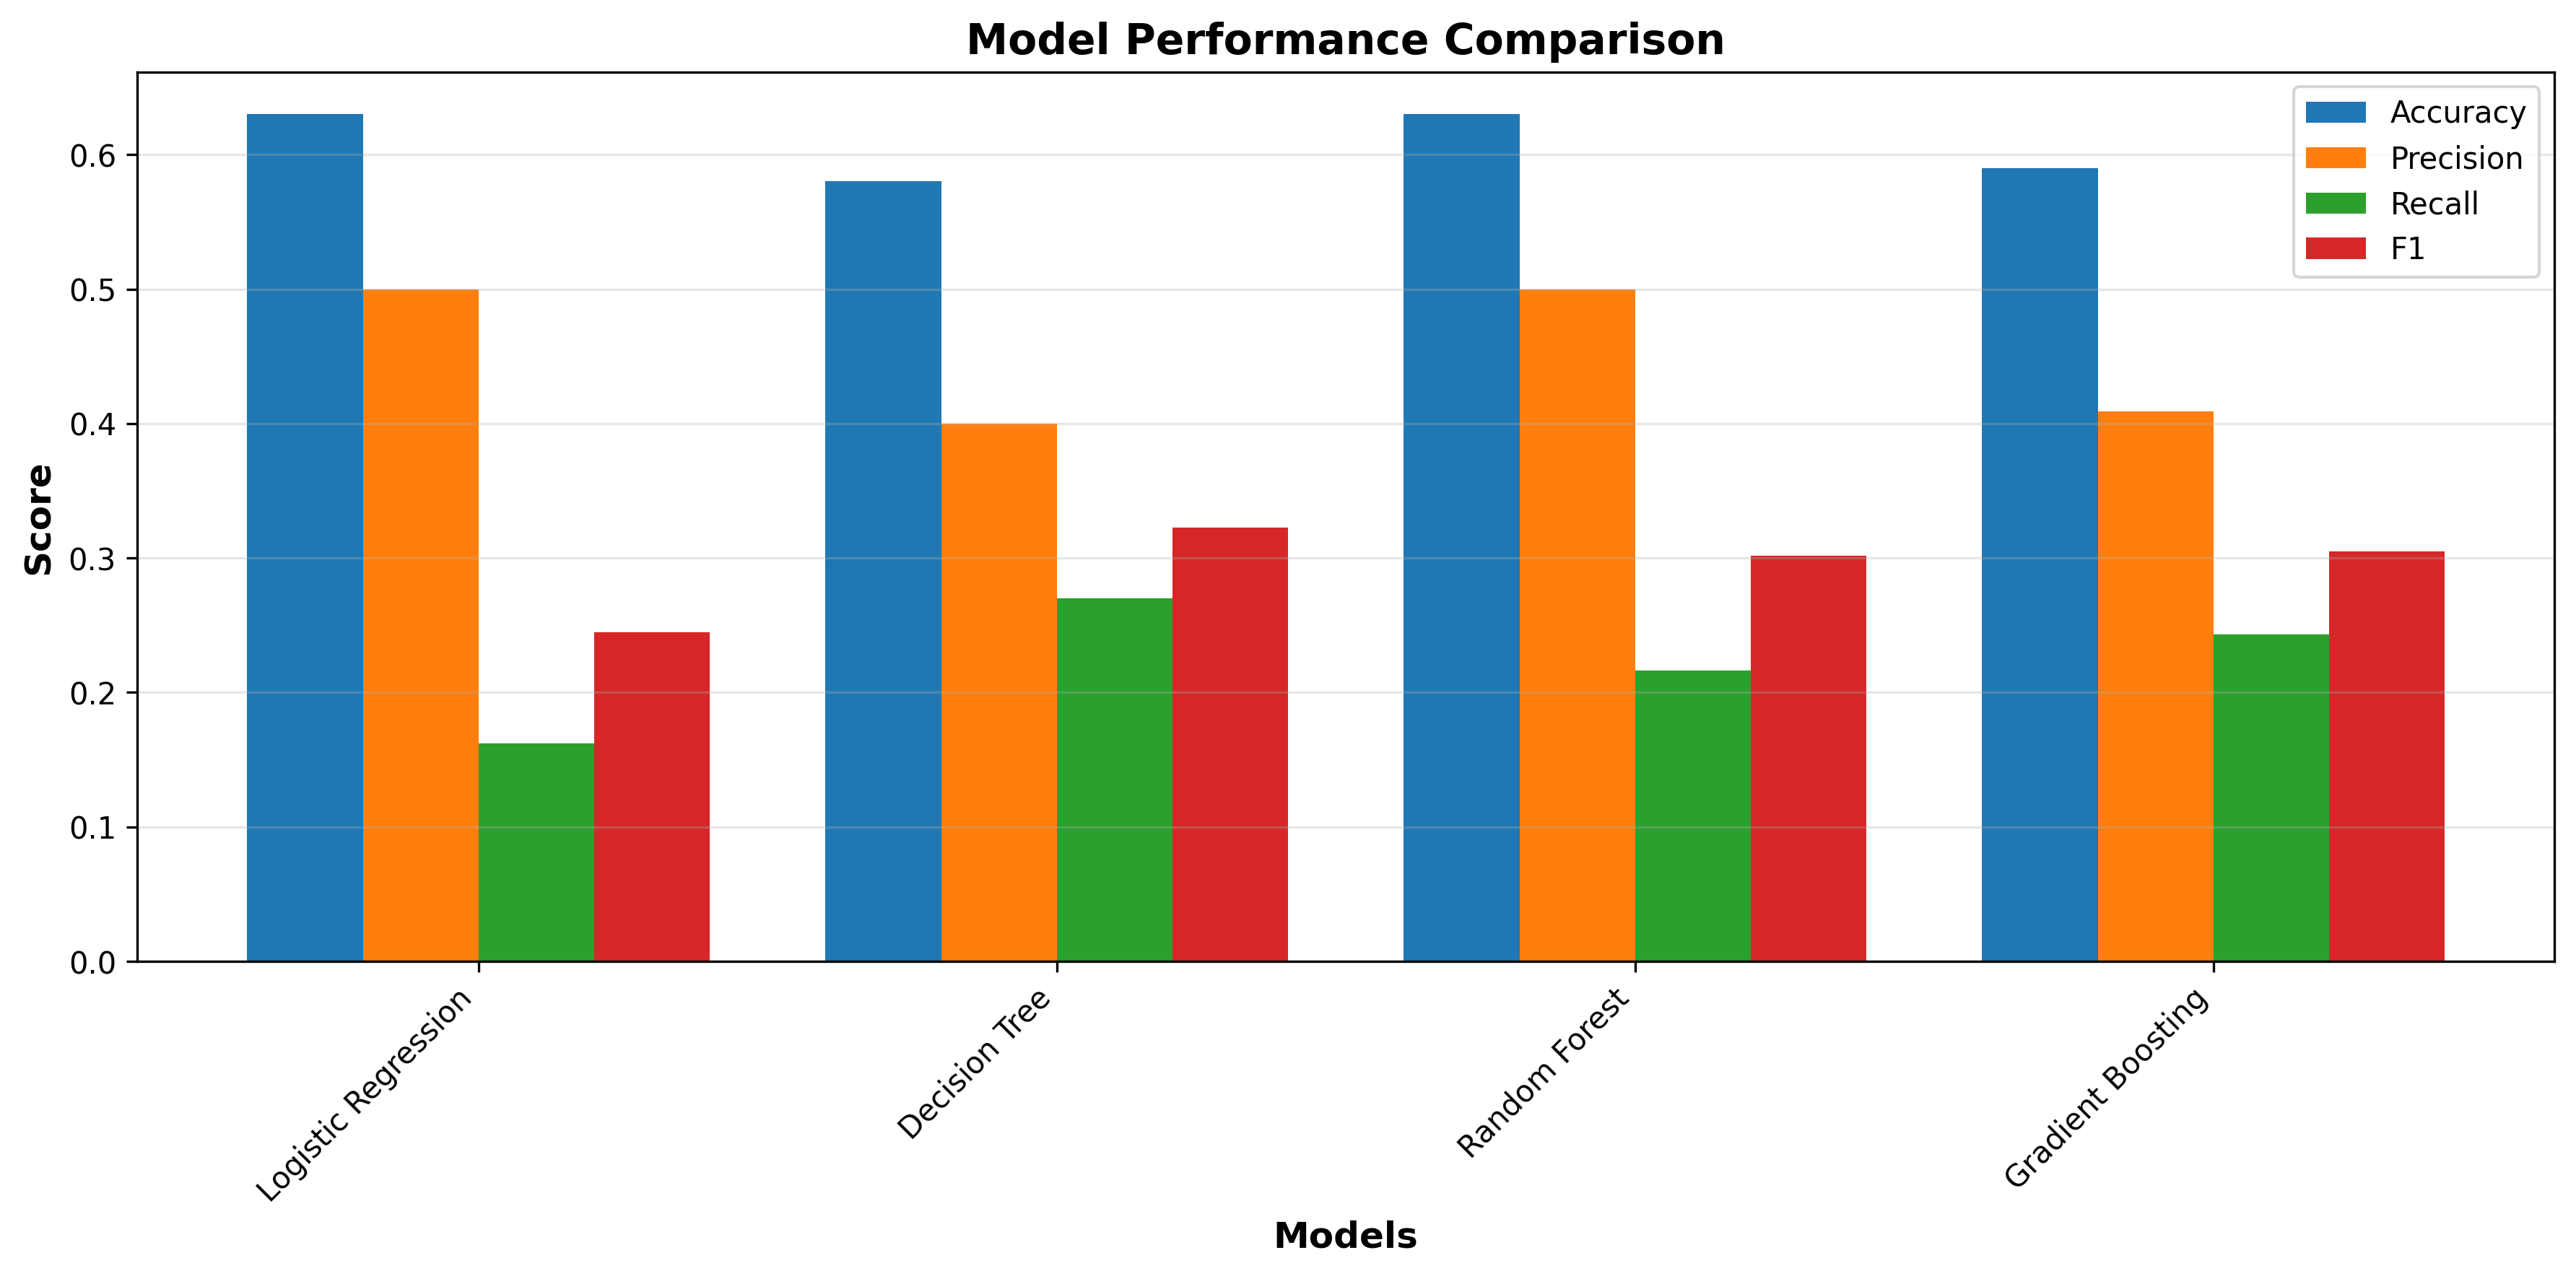 Model Performance Comparison
Accuracy
Precision
Recall
F1
Score
0.6
0.5
0.4
0.3
0.2
0.1
0.0
Logistic Regression
Decision Tree
Random Forest
Gradient Boosting
Models